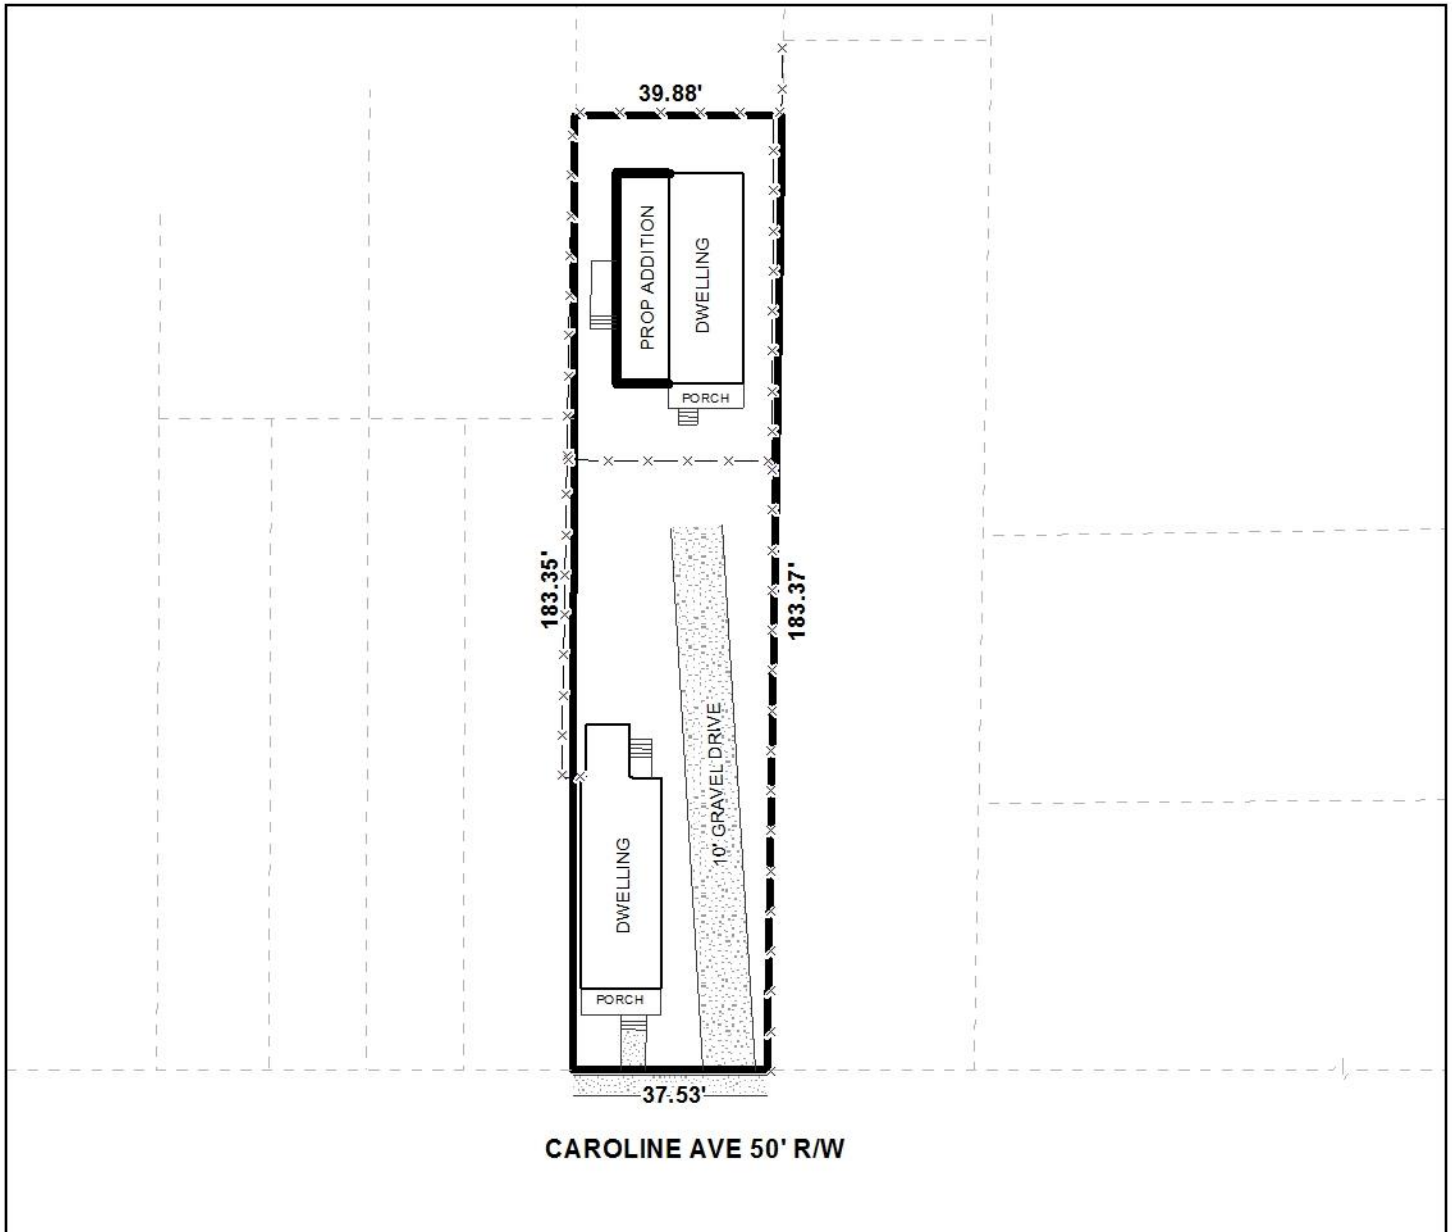 39.88'
PROP ADDITION
DWELLING
PORCH
183.35'
183.37'
10' GRAVEL DRIVE
DWELLING
PORCH
37.53'
CAROLINE AVE 50' R/W